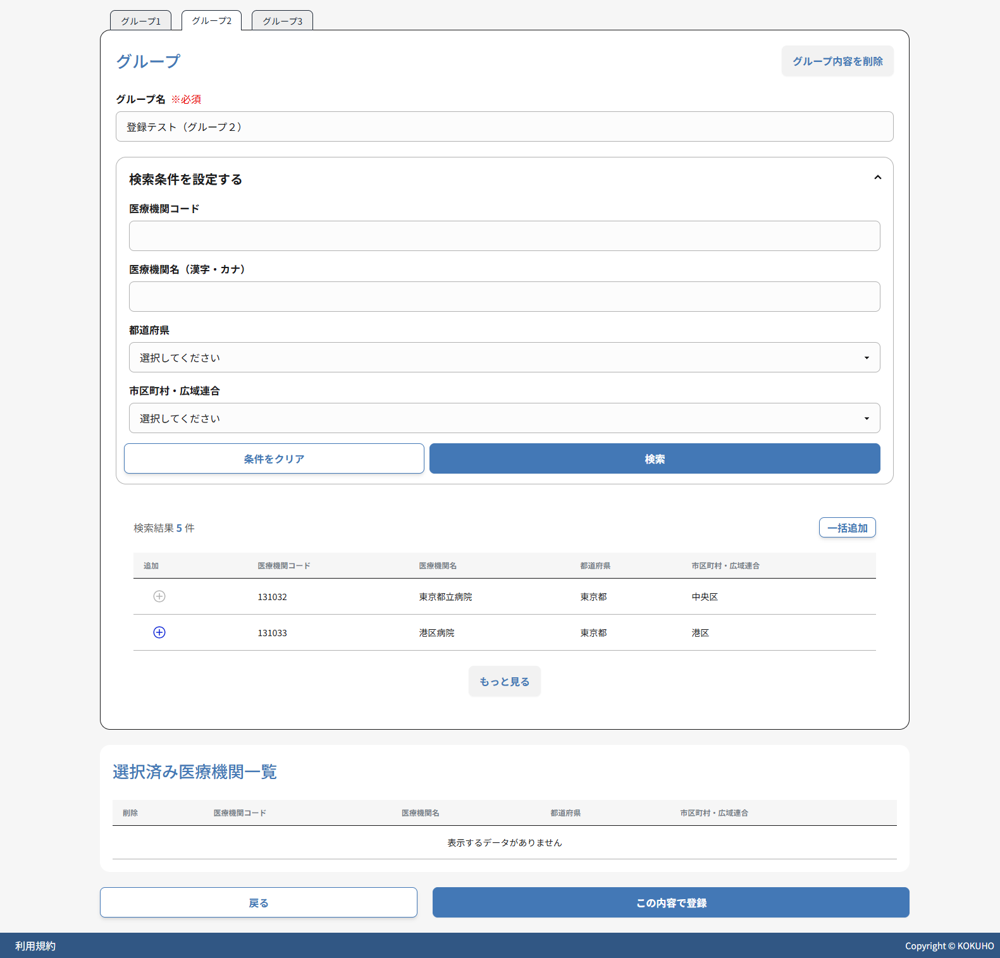 グループ1 グループ2 グループ3
グループ グループ内容を削除
グループ名 ※必須
登録テスト（グループ２）
検索条件を設定する
医療機関コード
医療機関名（漢字・カナ）
都道府県
選択してください
市区町村・広域連合
選択してください
条件をクリア 検索
検索結果 5 件 一括追加
追加 医療機関コード 医療機関名 都道府県 市区町村・広域連合
131032 東京都立病院 東京都 中央区
131033 港区病院 東京都 港区
もっと見る
選択済み医療機関一覧
削除 医療機関コード 医療機関名 都道府県 市区町村・広域連合
表示するデータがありません
戻る この内容で登録
利用規約 Copyright © KOKUHO